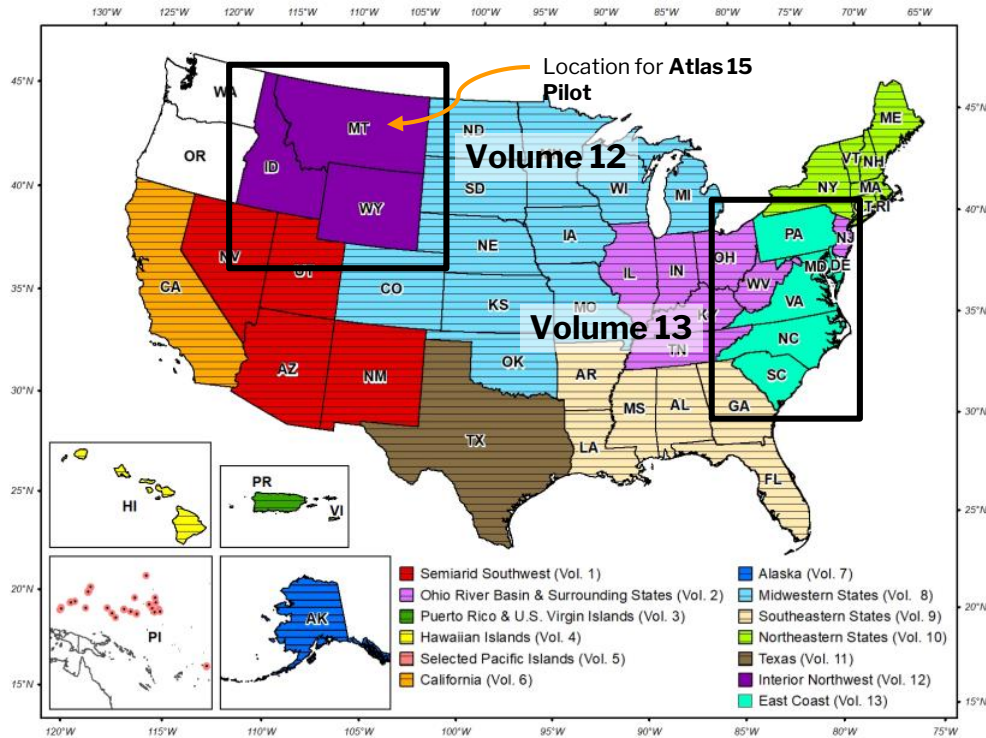 130°W 125°W 120°W 115°W 110°W 105°W 100°W 95°W 90°W 85°W 80°W 75°W 70°W 65°W
Location for Atlas 15
Pilot
45°N
WA
45°N
ME
MT
ND
OR
Volume 12
VT NH
ID
40°N
SD
WI
MI
NY
MA
CT RI
WY
40°N
PA
NJ
IA
NE
NV
UT
OH
MD DE
IL
IN
WV
CA
CO
35°N
KS
MO
VA
KY
35°N
Volume 13
NC
TN
OK
AZ
NM
AR
SC
30°N
MS
AL
GA
30°N
TX
LA
FL
PR
25°N
HI
VI
25°N
20°N
PI
AK
20°N
15°N
15°N
Semiarid Southwest (Vol. 1)
Ohio River Basin & Surrounding States (Vol. 2)
Puerto Rico & U.S. Virgin Islands (Vol. 3)
Hawaiian Islands (Vol. 4)
Selected Pacific Islands (Vol. 5)
California (Vol. 6)
Alaska (Vol. 7)
Midwestern States (Vol. 8)
Southeastern States (Vol. 9)
Northeastern States (Vol. 10)
Texas (Vol. 11)
Interior Northwest (Vol. 12)
East Coast (Vol. 13)
120°W 115°W 110°W 105°W 100°W 95°W 90°W 85°W 80°W 75°W